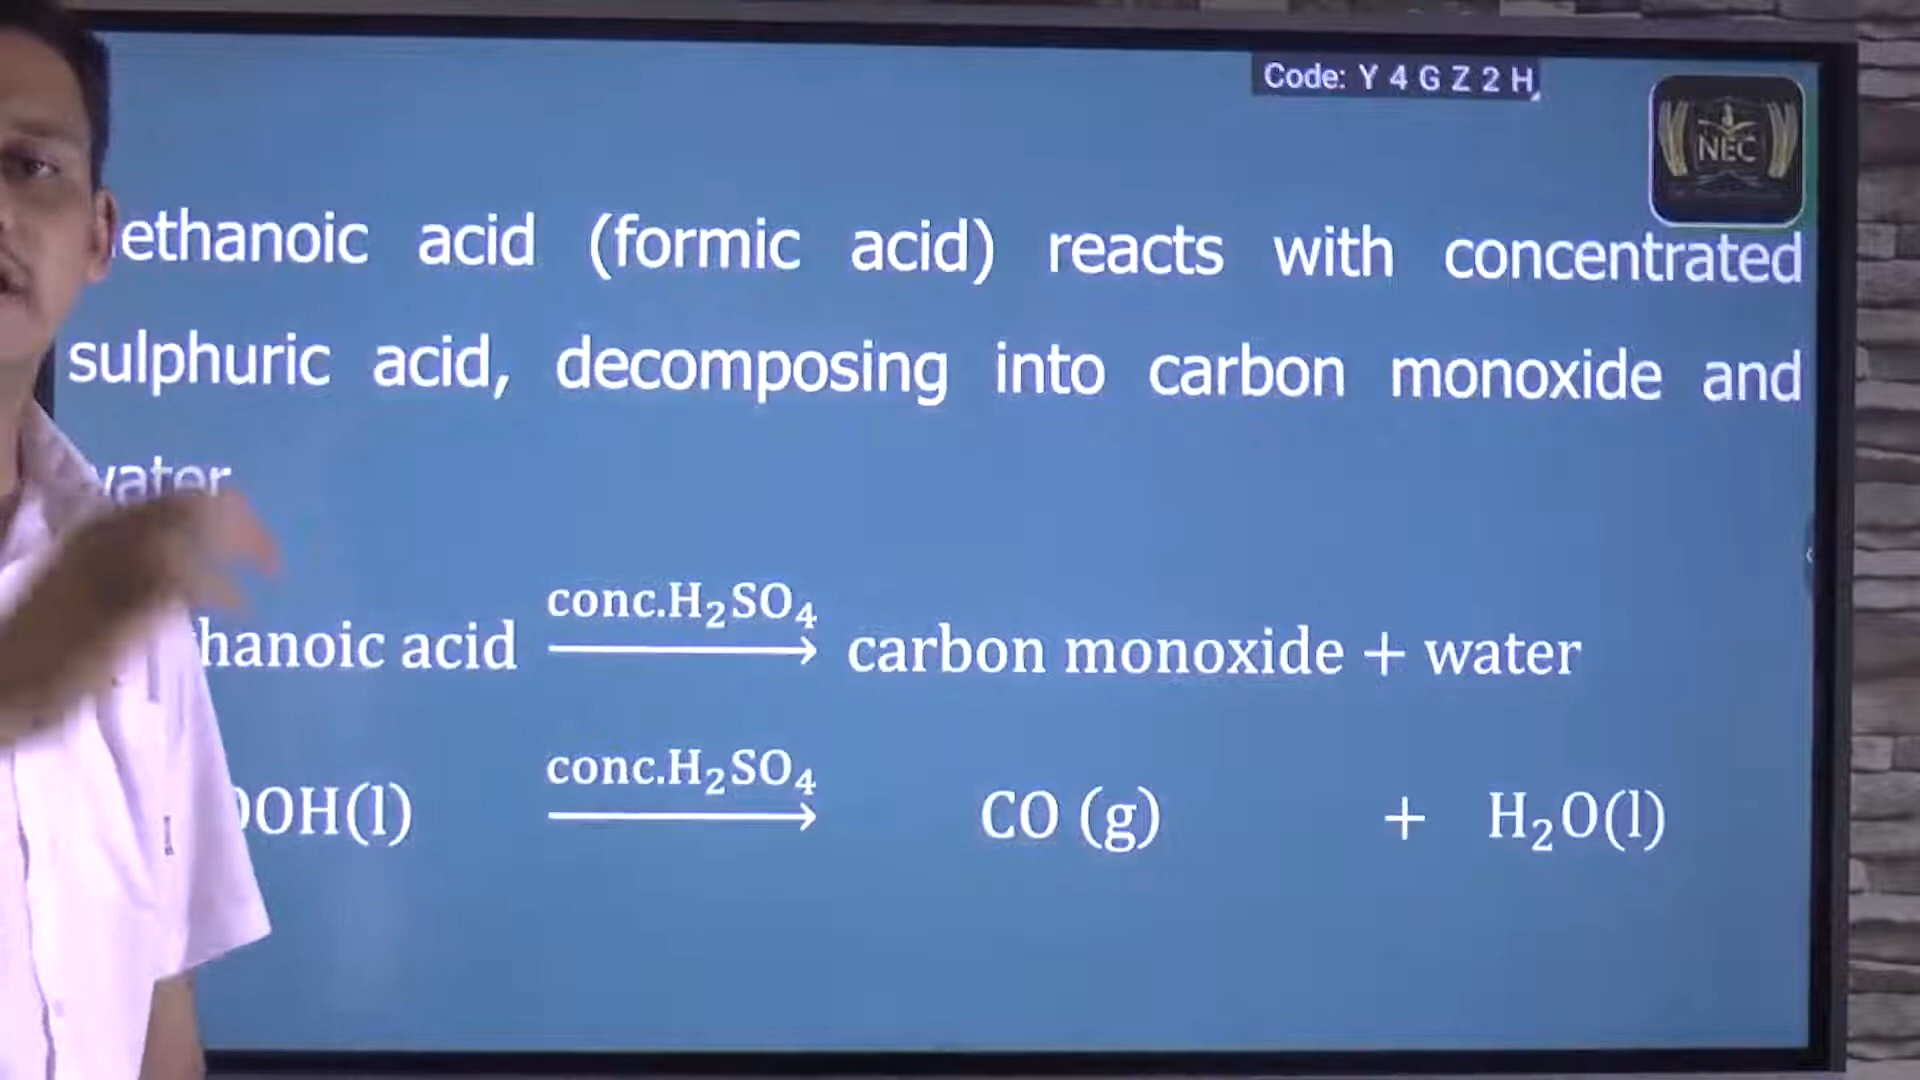 Code: Y 4 G Z 2 H
NEC
ethanoic acid (formic acid) reacts with concentrated
sulphuric acid, decomposing into carbon monoxide and
water
conc.H₂SO₄
hanoic acid ⟶ carbon monoxide + water
conc.H₂SO₄
OOH(l) ⟶ CO (g) + H₂O(l)